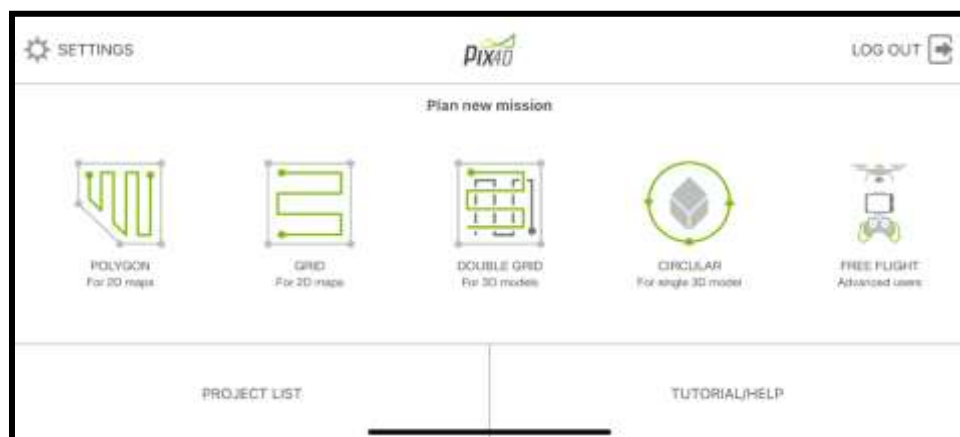 SETTINGS
PIX4D
LOG OUT
Plan new mission
POLYGON
For 2D maps
GRID
For 2D maps
DOUBLE GRID
For 3D models
CIRCULAR
For single 3D model
FREE FLIGHT
Advanced users
PROJECT LIST
TUTORIAL/HELP